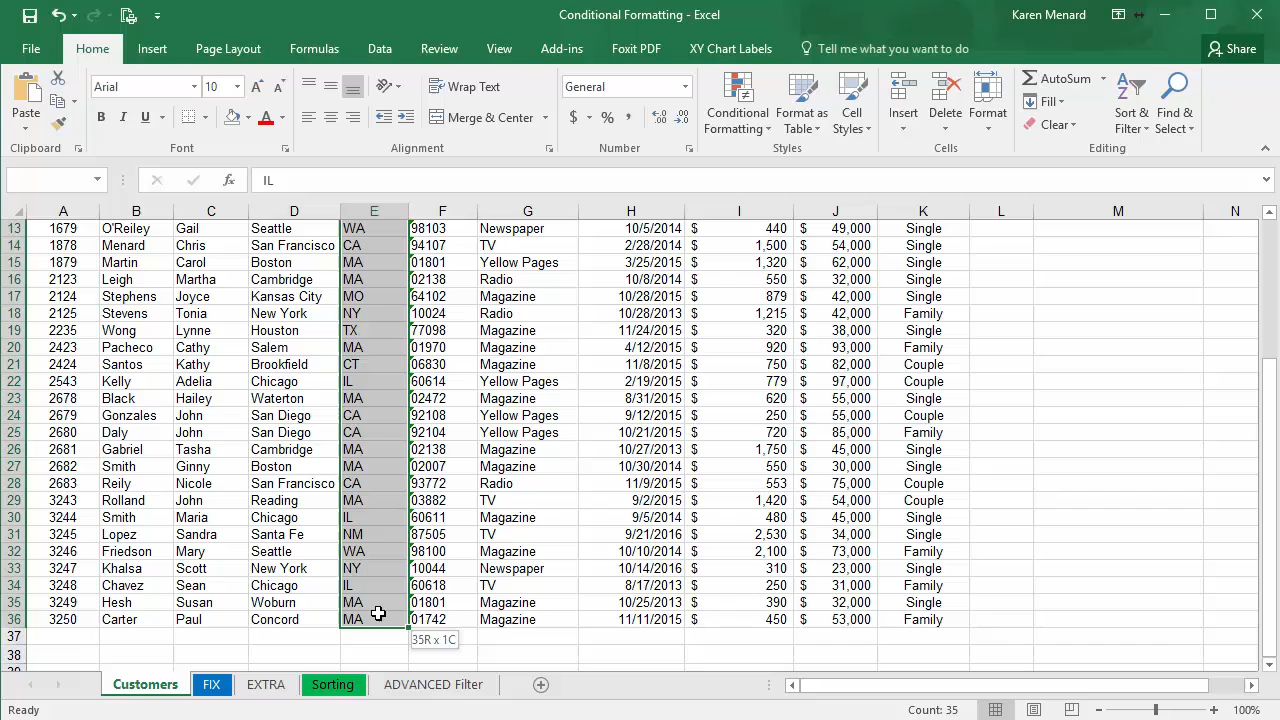 Conditional Formatting - Excel
Karen Menard
File Home Insert Page Layout Formulas Data Review View Add-ins Foxit PDF XY Chart Labels Tell me what you want to do Share
Arial 10 Wrap Text General AutoSum
Paste Merge & Center $ % , Conditional Formatting Format as Table Cell Styles Insert Delete Format Fill Clear Sort & Filter Find & Select
B I U A
Clipboard Font Alignment Number Styles Cells Editing
fx IL
A B C D E F G H I J K L M N
13 1679 O'Reiley Gail Seattle WA 98103 Newspaper 10/5/2014 $ 440 $ 49,000 Single
14 1878 Menard Chris San Francisco CA 94107 TV 2/28/2014 $ 1,500 $ 54,000 Single
15 1879 Martin Carol Boston MA 01801 Yellow Pages 3/25/2015 $ 1,320 $ 62,000 Single
16 2123 Leigh Martha Cambridge MA 02138 Radio 10/8/2014 $ 550 $ 32,000 Single
17 2124 Stephens Joyce Kansas City MO 64102 Magazine 10/28/2015 $ 879 $ 42,000 Single
18 2125 Stevens Tonia New York NY 10024 Radio 10/28/2013 $ 1,215 $ 42,000 Family
19 2235 Wong Lynne Houston TX 77098 Magazine 11/24/2015 $ 320 $ 38,000 Single
20 2423 Pacheco Cathy Salem MA 01970 Magazine 4/12/2015 $ 920 $ 93,000 Family
21 2424 Santos Kathy Brookfield CT 06830 Magazine 11/8/2015 $ 750 $ 82,000 Couple
22 2543 Kelly Adelia Chicago IL 60614 Yellow Pages 2/19/2015 $ 779 $ 97,000 Couple
23 2678 Black Hailey Waterton MA 02472 Magazine 8/31/2015 $ 620 $ 55,000 Single
24 2679 Gonzales John San Diego CA 92108 Yellow Pages 9/12/2015 $ 250 $ 55,000 Couple
25 2680 Daly John San Diego CA 92104 Yellow Pages 10/21/2015 $ 720 $ 85,000 Family
26 2681 Gabriel Tasha Cambridge MA 02138 Magazine 10/27/2013 $ 1,750 $ 45,000 Single
27 2682 Smith Ginny Boston MA 02007 Magazine 10/30/2014 $ 550 $ 30,000 Single
28 2683 Reily Nicole San Francisco CA 93772 Radio 11/9/2015 $ 553 $ 75,000 Couple
29 3243 Rolland John Reading MA 03882 TV 9/2/2015 $ 1,420 $ 54,000 Couple
30 3244 Smith Maria Chicago IL 60611 Magazine 9/5/2014 $ 480 $ 45,000 Single
31 3245 Lopez Sandra Santa Fe NM 87505 TV 9/21/2016 $ 2,530 $ 34,000 Single
32 3246 Friedson Mary Seattle WA 98100 Magazine 10/10/2014 $ 2,100 $ 73,000 Family
33 3247 Khalsa Scott New York NY 10044 Newspaper 10/14/2016 $ 310 $ 23,000 Single
34 3248 Chavez Sean Chicago IL 60618 TV 8/17/2013 $ 250 $ 31,000 Family
35 3249 Hesh Susan Woburn MA 01801 Magazine 10/25/2013 $ 390 $ 32,000 Single
36 3250 Carter Paul Concord MA 01742 Magazine 11/11/2015 $ 450 $ 53,000 Family
37 35R x 1C
38
Customers FIX EXTRA Sorting ADVANCED Filter
Ready Count: 35 100%